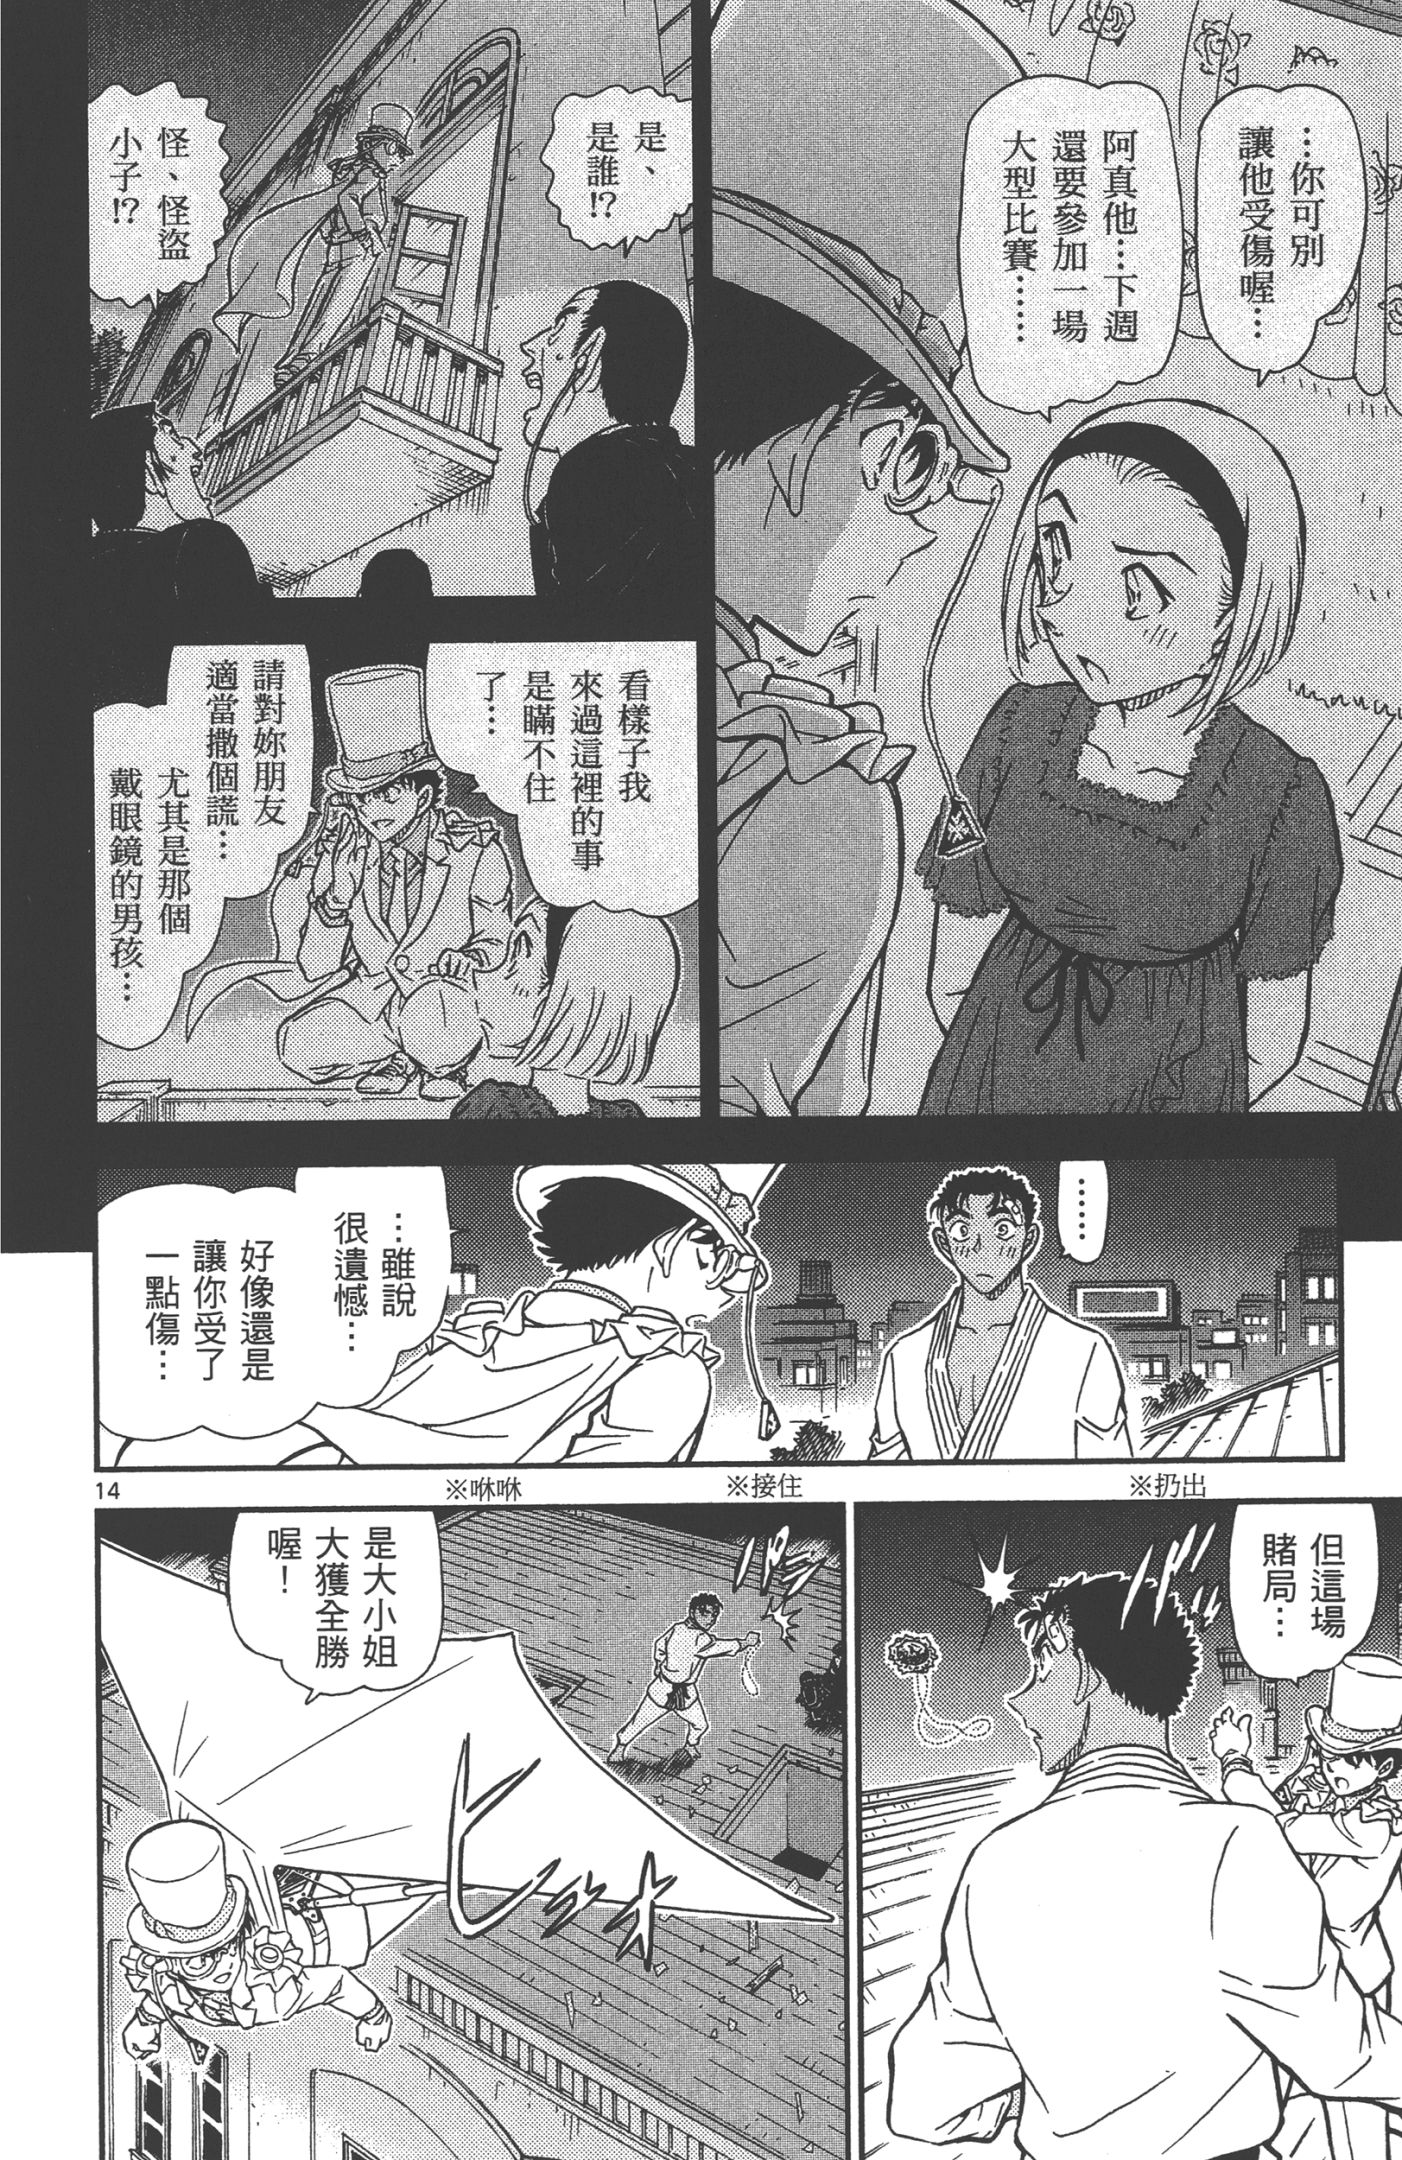 …你可別
讓他受傷喔…
阿真他…下週
還要參加一場
大型比賽……
是、
是誰!?
怪、怪盜
小子!?
看樣子我
來過這裡的事
是瞞不住
了…
請對妳朋友
適當撒個謊…
尤其是那個
戴眼鏡的男孩…
……
…雖說
很遺憾…
好像還是
讓你受了
一點傷…
※扔出
※接住
※咻咻
14
但這場
賭局…
是大小姐
大獲全勝
喔！
ビュオオ